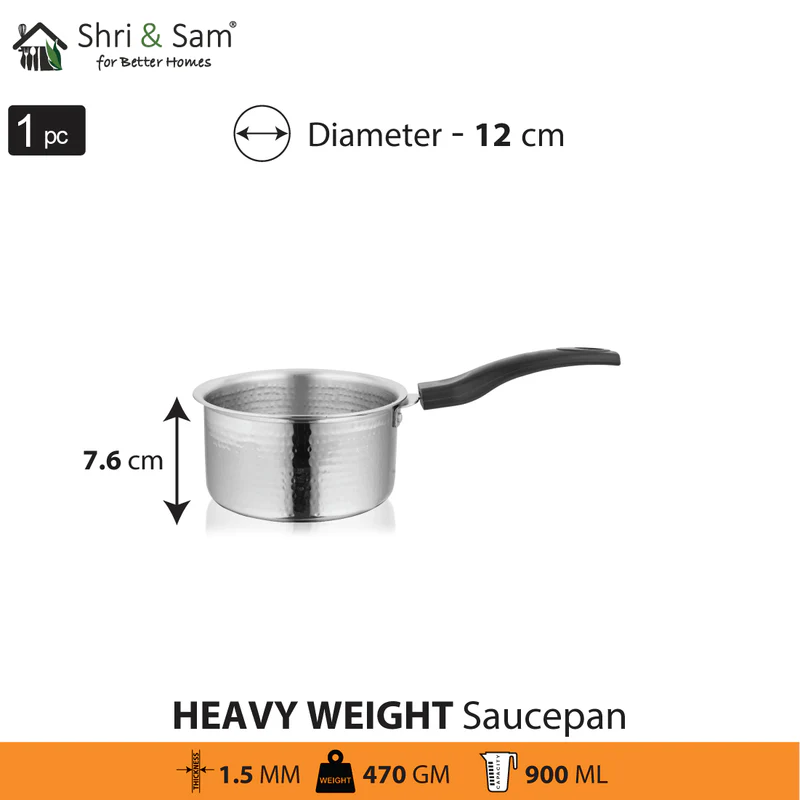 Shri & Sam®
for Better Homes
1 pc
Diameter - 12 cm
7.6 cm
HEAVY WEIGHT Saucepan
THICKNESS 1.5 MM WEIGHT 470 GM CAPACITY 900 ML